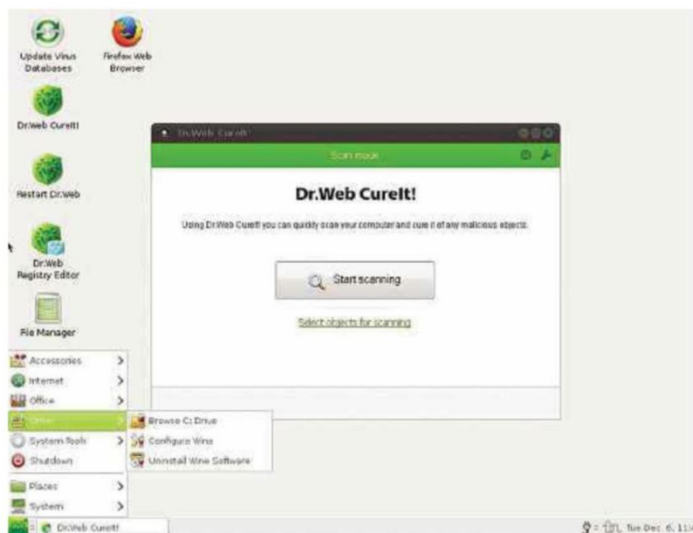 Update Virus
Databases
Firefox Web
Browser
Dr.Web CureIt!
Restart Dr.Web
Dr.Web
Registry Editor
File Manager
Dr.Web CureIt!
Scan mode
Dr.Web CureIt!
Using Dr.Web CureIt! you can quickly scan your computer and cure it of any malicious objects.
Start scanning
Select objects for scanning
Accessories
Internet
Office
Other
System Tools
Shutdown
Places
System
Browse C: Drive
Configure Wine
Uninstall Wine Software
Dr.Web CureIt!
Tue Dec 6, 11: